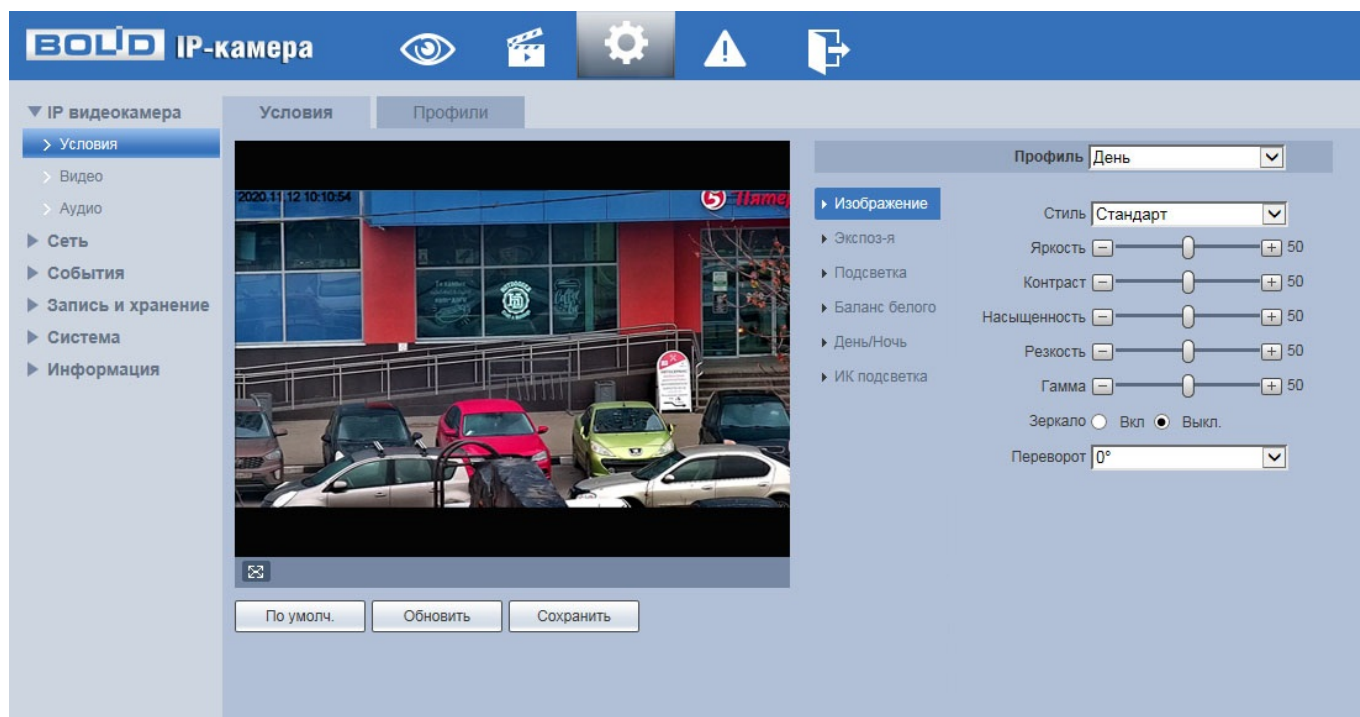 BOLID IP-камера
IP видеокамера
Условия
Видео
Аудио
Сеть
События
Запись и хранение
Система
Информация
Условия
Профили
2020.11.12 10:10:54
5
По умолч.
Обновить
Сохранить
Профиль День
Изображение
Экспоз-я
Подсветка
Баланс белого
День/Ночь
ИК подсветка
Стиль Стандарт
Яркость 50
Контраст 50
Насыщенность 50
Резкость 50
Гамма 50
Зеркало Вкл Выкл.
Переворот 0°